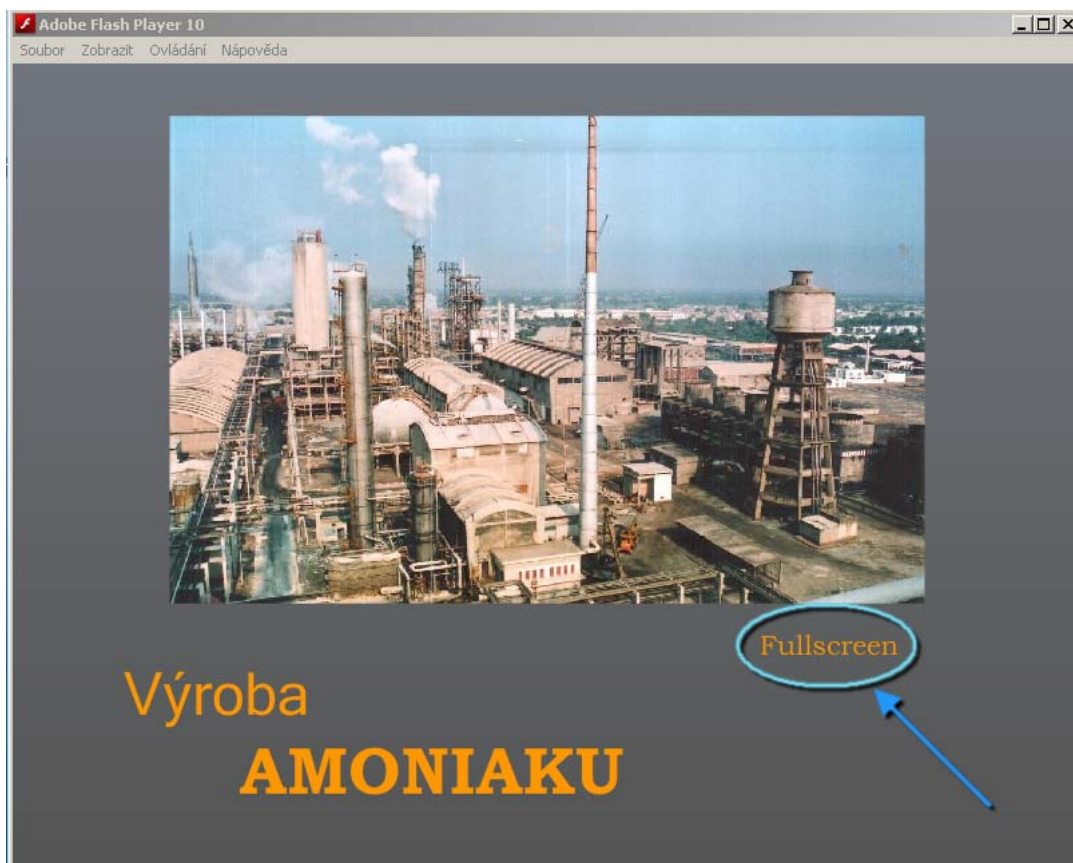 Adobe Flash Player 10
Soubor Zobrazit Ovládání Nápověda
Fullscreen
Výroba
AMONIAKU